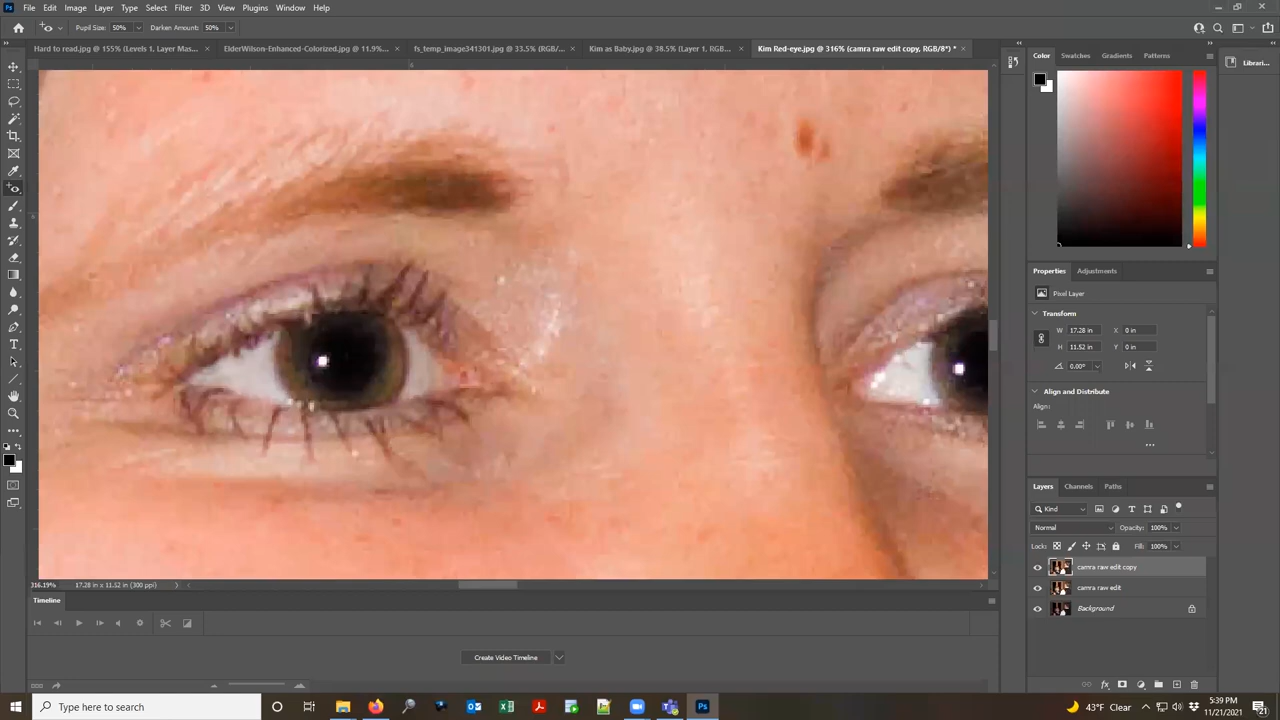 Ps File Edit Image Layer Type Select Filter 3D View Plugins Window Help
Pupil Size: 50% Darken Amount: 50%
Hard to read.jpg @ 155% (Levels 1, Layer Mas... × ElderWilson-Enhanced-Colorized.jpg @ 11.9%... × fs_temp_image341301.jpg @ 33.5% (RGB/... × Kim as Baby.jpg @ 38.5% (Layer 1, RGB... × Kim Red-eye.jpg @ 316% (camra raw edit copy, RGB/8*) * ×
Color Swatches Gradients Patterns
Librari...
Properties Adjustments
Pixel Layer
Transform
W 17.28 in X 0 in
H 11.52 in Y 0 in
0.00°
Align and Distribute
Align:
...
Layers Channels Paths
Kind
Normal Opacity: 100%
Lock: Fill: 100%
camra raw edit copy
camra raw edit
Background
316.19% 17.28 in x 11.52 in (300 ppi)
Timeline
Create Video Timeline
Type here to search
43°F Clear
5:39 PM
11/21/2021